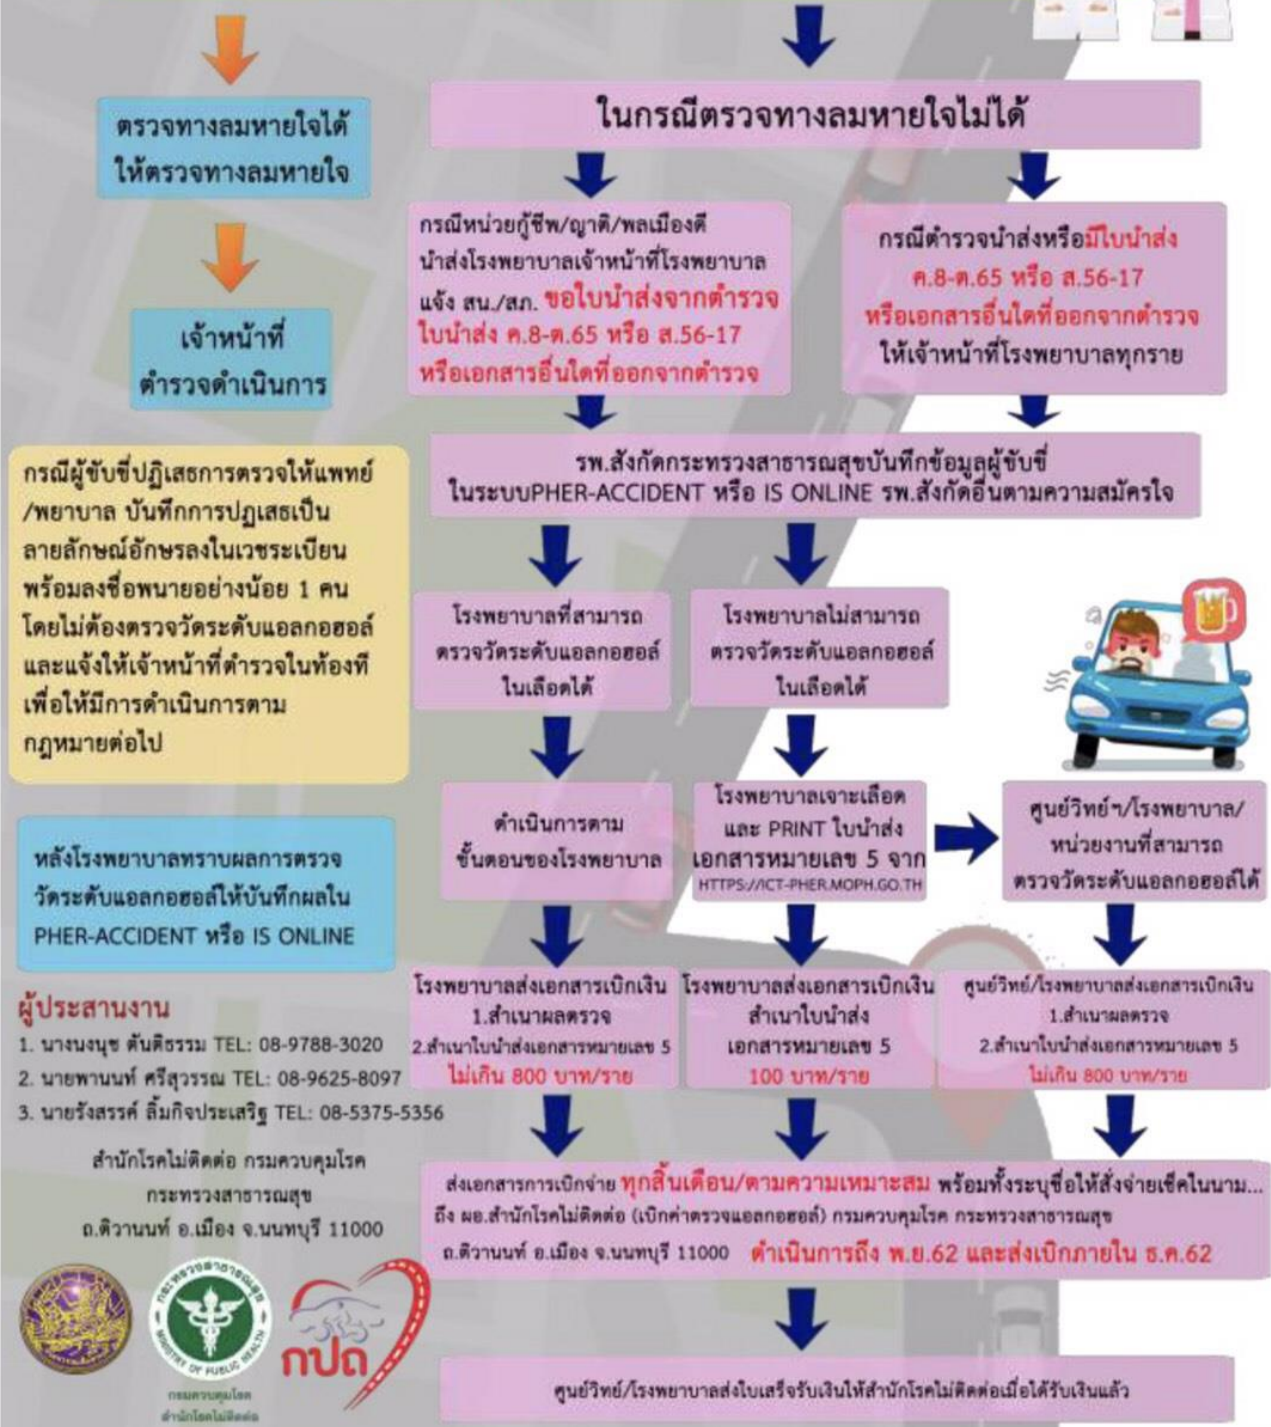 ตรวจทางลมหายใจได้
ให้ตรวจทางลมหายใจ
เจ้าหน้าที่
ตำรวจดำเนินการ
ในกรณีตรวจทางลมหายใจไม่ได้
กรณีหน่วยกู้ชีพ/ญาติ/พลเมืองดี
นำส่งโรงพยาบาลเจ้าหน้าที่โรงพยาบาล
แจ้ง สน./สภ. ขอใบนำส่งจากตำรวจ
ใบนำส่ง ค.8-ต.65 หรือ ส.56-17
หรือเอกสารอื่นใดที่ออกจากตำรวจ
กรณีตำรวจนำส่งหรือมีใบนำส่ง
ค.8-ต.65 หรือ ส.56-17
หรือเอกสารอื่นใดที่ออกจากตำรวจ
ให้เจ้าหน้าที่โรงพยาบาลทุกราย
รพ.สังกัดกระทรวงสาธารณสุขบันทึกข้อมูลผู้ขับขี่
ในระบบPHER-ACCIDENT หรือ IS ONLINE รพ.สังกัดอื่นตามความสมัครใจ
กรณีผู้ขับขี่ปฏิเสธการตรวจให้แพทย์
/พยาบาล บันทึกการปฏเสธเป็น
ลายลักษณ์อักษรลงในเวชระเบียน
พร้อมลงชื่อพนายอย่างน้อย 1 คน
โดยไม่ต้องตรวจวัดระดับแอลกอฮอล์
และแจ้งให้เจ้าหน้าที่ตำรวจในท้องที
เพื่อให้มีการดำเนินการตาม
กฎหมายต่อไป
โรงพยาบาลที่สามารถ
ตรวจวัดระดับแอลกอฮอล์
ในเลือดได้
โรงพยาบาลไม่สามารถ
ตรวจวัดระดับแอลกอฮอล์
ในเลือดได้
ดำเนินการตาม
ขั้นตอนของโรงพยาบาล
โรงพยาบาลเจาะเลือด
และ PRINT ใบนำส่ง
เอกสารหมายเลข 5 จาก
HTTPS://ICT-PHER.MOPH.GO.TH
ศูนย์วิทย์ฯ/โรงพยาบาล/
หน่วยงานที่สามารถ
ตรวจวัดระดับแอลกอฮอล์ได้
หลังโรงพยาบาลทราบผลการตรวจ
วัดระดับแอลกอฮอล์ให้บันทึกผลใน
PHER-ACCIDENT หรือ IS ONLINE
โรงพยาบาลส่งเอกสารเบิกเงิน
1.สำเนาผลตรวจ
2.สำเนาใบนำส่งเอกสารหมายเลข 5
ไม่เกิน 800 บาท/ราย
โรงพยาบาลส่งเอกสารเบิกเงิน
สำเนาใบนำส่ง
เอกสารหมายเลข 5
100 บาท/ราย
ศูนย์วิทย์/โรงพยาบาลส่งเอกสารเบิกเงิน
1.สำเนาผลตรวจ
2.สำเนาใบนำส่งเอกสารหมายเลข 5
ไม่เกิน 800 บาท/ราย
ผู้ประสานงาน
1. นางนงนุช ตันติธรรม TEL: 08-9788-3020
2. นายพานนท์ ศรีสุวรรณ TEL: 08-9625-8097
3. นายรังสรรค์ ลิ้มกิจประเสริฐ TEL: 08-5375-5356
สำนักโรคไม่ติดต่อ กรมควบคุมโรค
กระทรวงสาธารณสุข
ถ.ติวานนท์ อ.เมือง จ.นนทบุรี 11000
ส่งเอกสารการเบิกจ่าย ทุกสิ้นเดือน/ตามความเหมาะสม พร้อมทั้งระบุชื่อให้สั่งจ่ายเช็คในนาม...
ถึง ผอ.สำนักโรคไม่ติดต่อ (เบิกค่าตรวจแอลกอฮอล์) กรมควบคุมโรค กระทรวงสาธารณสุข
ถ.ติวานนท์ อ.เมือง จ.นนทบุรี 11000 ดำเนินการถึง พ.ย.62 และส่งเบิกภายใน ธ.ค.62
กระทรวงสาธารณสุข
MINISTRY OF PUBLIC HEALTH
กรมควบคุมโรค
สำนักโรคไม่ติดต่อ
กปถ
ศูนย์วิทย์/โรงพยาบาลส่งใบเสร็จรับเงินให้สำนักโรคไม่ติดต่อเมื่อได้รับเงินแล้ว